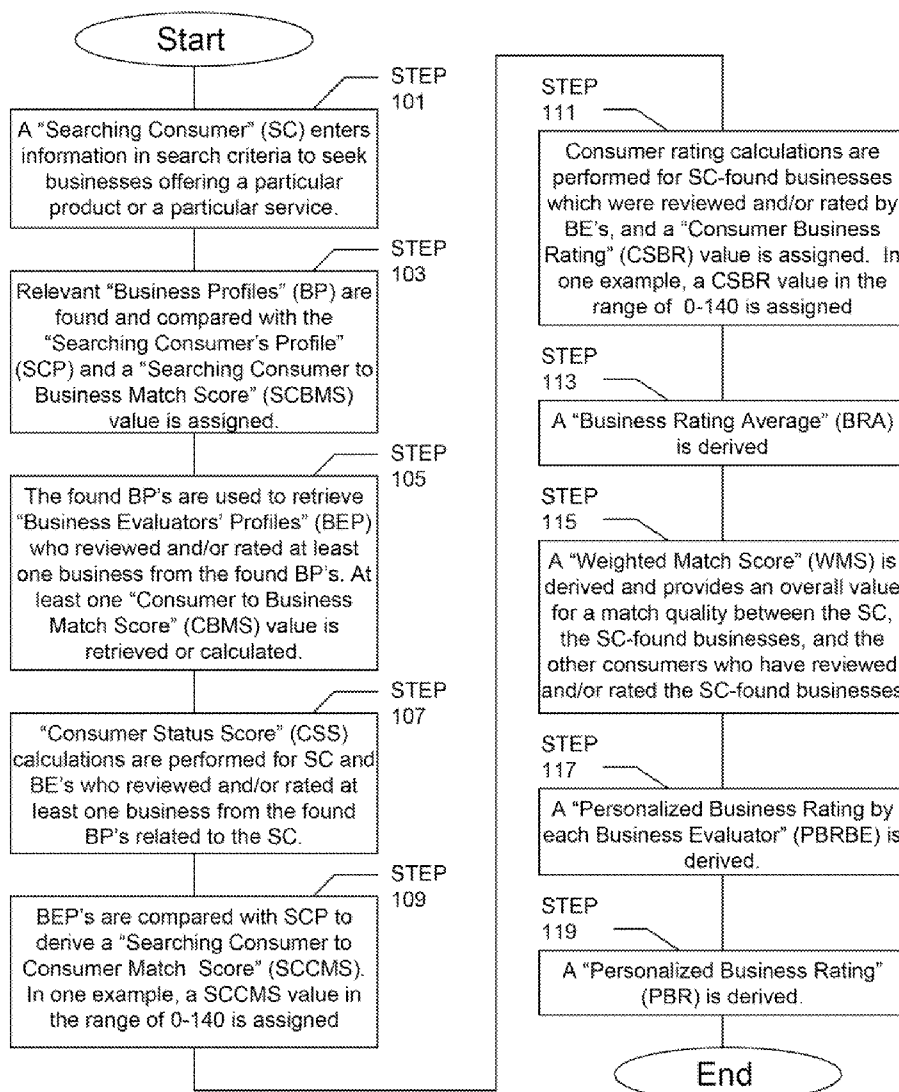 Start
STEP
101
A "Searching Consumer" (SC) enters
information in search criteria to seek
businesses offering a particular
product or a particular service.
STEP
103
Relevant "Business Profiles" (BP) are
found and compared with the
"Searching Consumer's Profile"
(SCP) and a "Searching Consumer to
Business Match Score" (SCBMS)
value is assigned.
STEP
105
The found BP's are used to retrieve
"Business Evaluators' Profiles" (BEP)
who reviewed and/or rated at least
one business from the found BP's. At
least one "Consumer to Business
Match Score" (CBMS) value is
retrieved or calculated.
STEP
107
"Consumer Status Score" (CSS)
calculations are performed for SC and
BE's who reviewed and/or rated at
least one business from the found
BP's related to the SC.
STEP
109
BEP's are compared with SCP to
derive a "Searching Consumer to
Consumer Match Score" (SCCMS).
In one example, a SCCMS value in
the range of 0-140 is assigned
STEP
111
Consumer rating calculations are
performed for SC-found businesses
which were reviewed and/or rated by
BE's, and a "Consumer Business
Rating" (CSBR) value is assigned. In
one example, a CSBR value in the
range of 0-140 is assigned
STEP
113
A "Business Rating Average" (BRA)
is derived
STEP
115
A "Weighted Match Score" (WMS) is
derived and provides an overall value
for a match quality between the SC,
the SC-found businesses, and the
other consumers who have reviewed
and/or rated the SC-found businesses
STEP
117
A "Personalized Business Rating by
each Business Evaluator" (PBRBE) is
derived.
STEP
119
A "Personalized Business Rating"
(PBR) is derived.
End